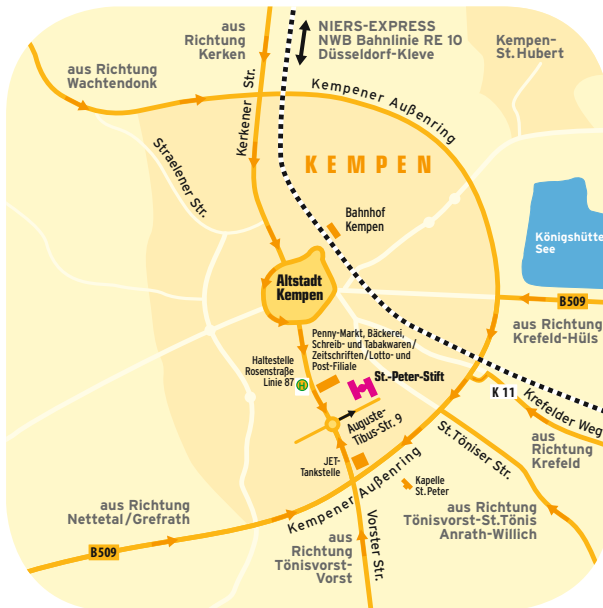 aus
Richtung
Kerken
NIERS-EXPRESS
NWB Bahnlinie RE 10
Düsseldorf-Kleve
Kempen-
St.Hubert
aus Richtung
Wachtendonk
Kerkener Str.
Kempener Außenring
Straelener Str.
KEMPEN
Bahnhof
Kempen
Königshütte
See
Altstadt
Kempen
B509
aus Richtung
Krefeld-Hüls
Penny-Markt, Bäckerei,
Schreib- und Tabakwaren/
Zeitschriften/Lotto- und
Post-Filiale
Haltestelle
Rosenstraße
Linie 87
H
St.-Peter-Stift
K 11
Krefelder Weg
Auguste-
Tibus-Str. 9
St.Töniser Str.
aus
Richtung
Krefeld
JET-
Tankstelle
Kempener Außenring
Kapelle
St.Peter
aus Richtung
Nettetal/Grefrath
aus Richtung
Tönisvorst-St.Tönis
Anrath-Willich
B509
aus
Richtung
Tönisvorst-
Vorst
Vorster Str.